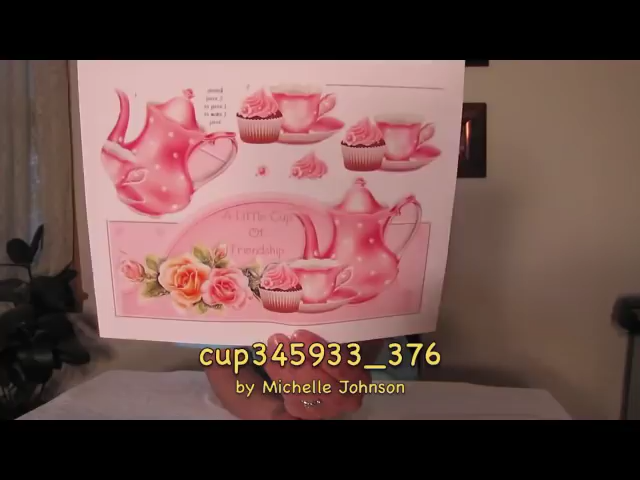 A Little Cup
Of
Friendship
cup345933_376
by Michelle Johnson